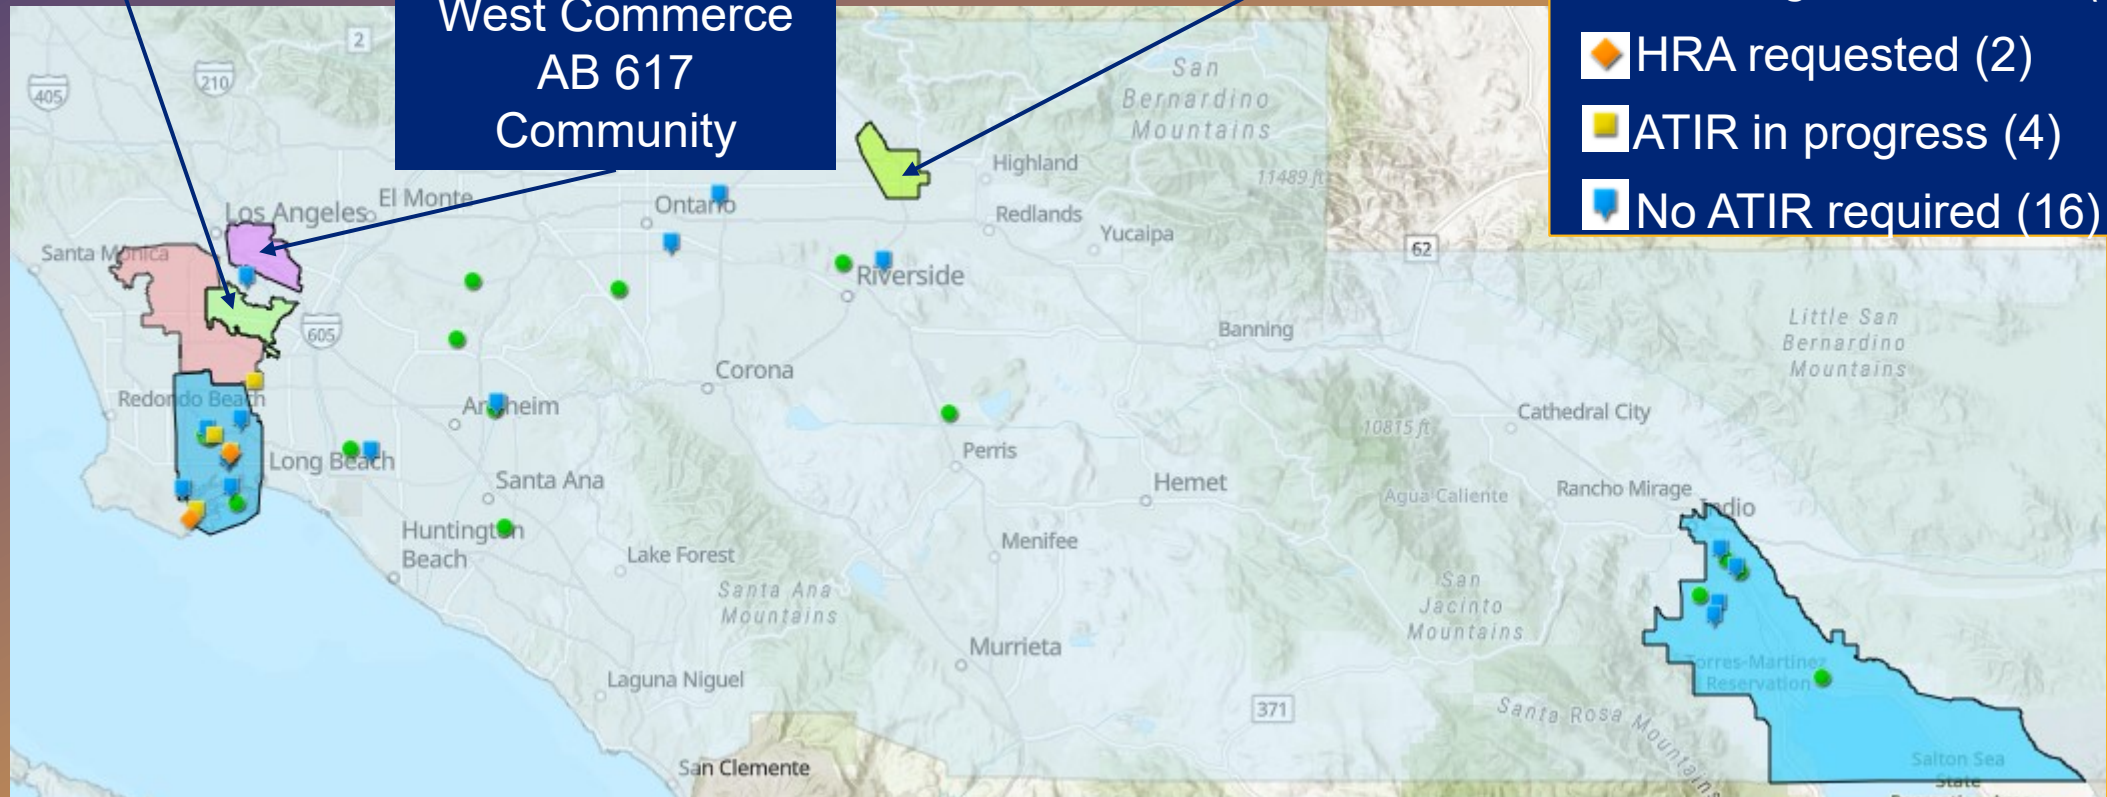 West Commerce
AB 617
Community
HRA requested (2)
ATIR in progress (4)
No ATIR required (16)
2
405
210
San
Bernardino
Mountains
11489 ft
Highland
El Monte
Los Angeles
Ontario
Redlands
Yucaipa
Santa Monica
62
Riverside
605
Little San
Bernardino
Mountains
Banning
Corona
Redondo Beach
Anaheim
Cathedral City
10815 ft
Long Beach
Perris
Santa Ana
Hemet
Agua Caliente
Rancho Mirage
Indio
Huntington
Beach
Menifee
Lake Forest
Santa Ana
Mountains
San
Jacinto
Mountains
Murrieta
Torres-Martinez
Reservation
Laguna Niguel
371
Santa Rosa Mountains
San Clemente
Salton Sea
State